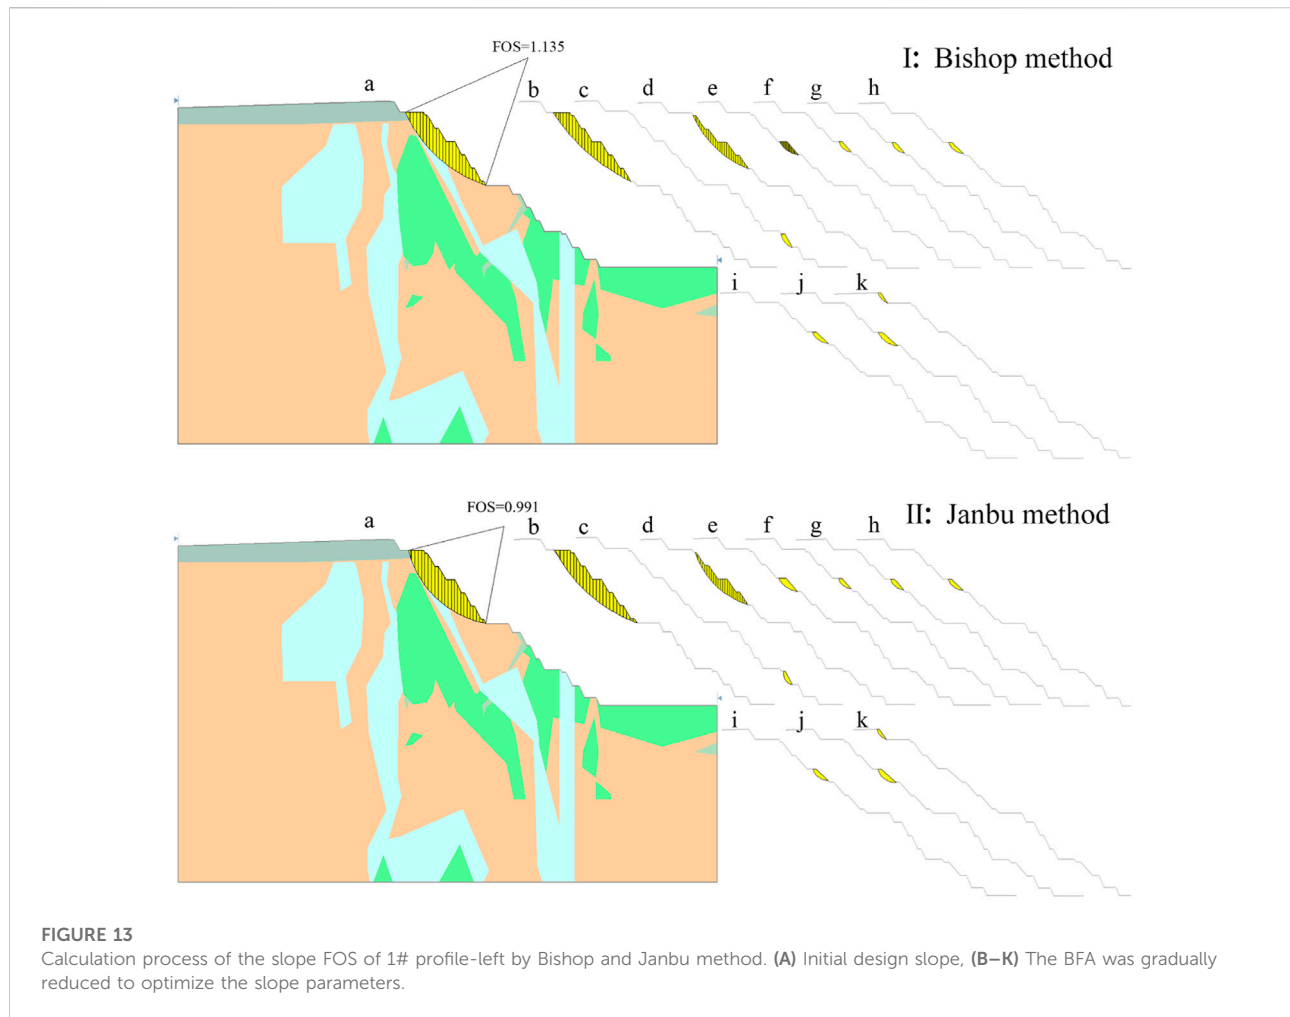 FOS=1.135
I: Bishop method
a
b
c
d
e
f
g
h
i
j
k
FOS=0.991
II: Janbu method
a
b
c
d
e
f
g
h
i
j
k
FIGURE 13
Calculation process of the slope FOS of 1# profile-left by Bishop and Janbu method. (A) Initial design slope, (B–K) The BFA was gradually
reduced to optimize the slope parameters.